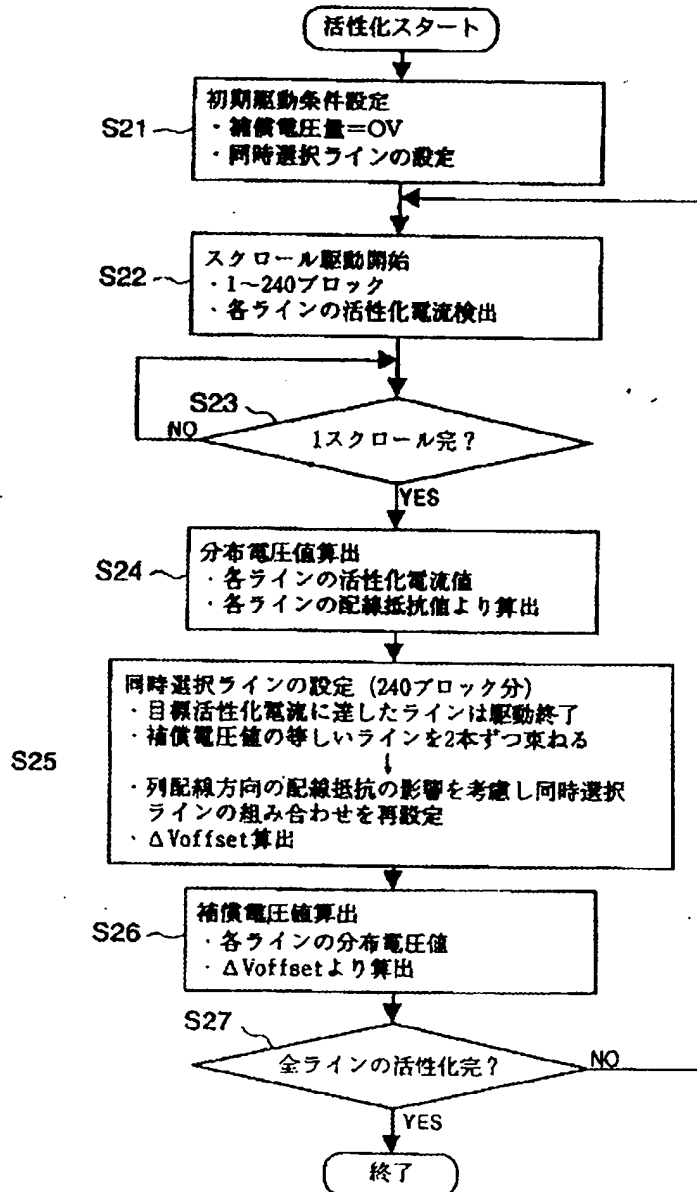 活性化スタート
S21
初期駆動条件設定
・補償電圧量=0V
・同時選択ラインの設定
S22
スクロール駆動開始
・1~240ブロック
・各ラインの活性化電流検出
S23
NO
1スクロール完?
YES
S24
分布電圧値算出
・各ラインの活性化電流値
・各ラインの配線抵抗値より算出
S25
同時選択ラインの設定(240ブロック分)
・目標活性化電流に達したラインは駆動終了
・補償電圧値の等しいラインを2本ずつ束ねる
↓
・列配線方向の配線抵抗の影響を考慮し同時選択
ラインの組み合わせを再設定
・ΔVoffset算出
S26
補償電圧値算出
・各ラインの分布電圧値
・ΔVoffsetより算出
S27
全ラインの活性化完?
NO
YES
終了